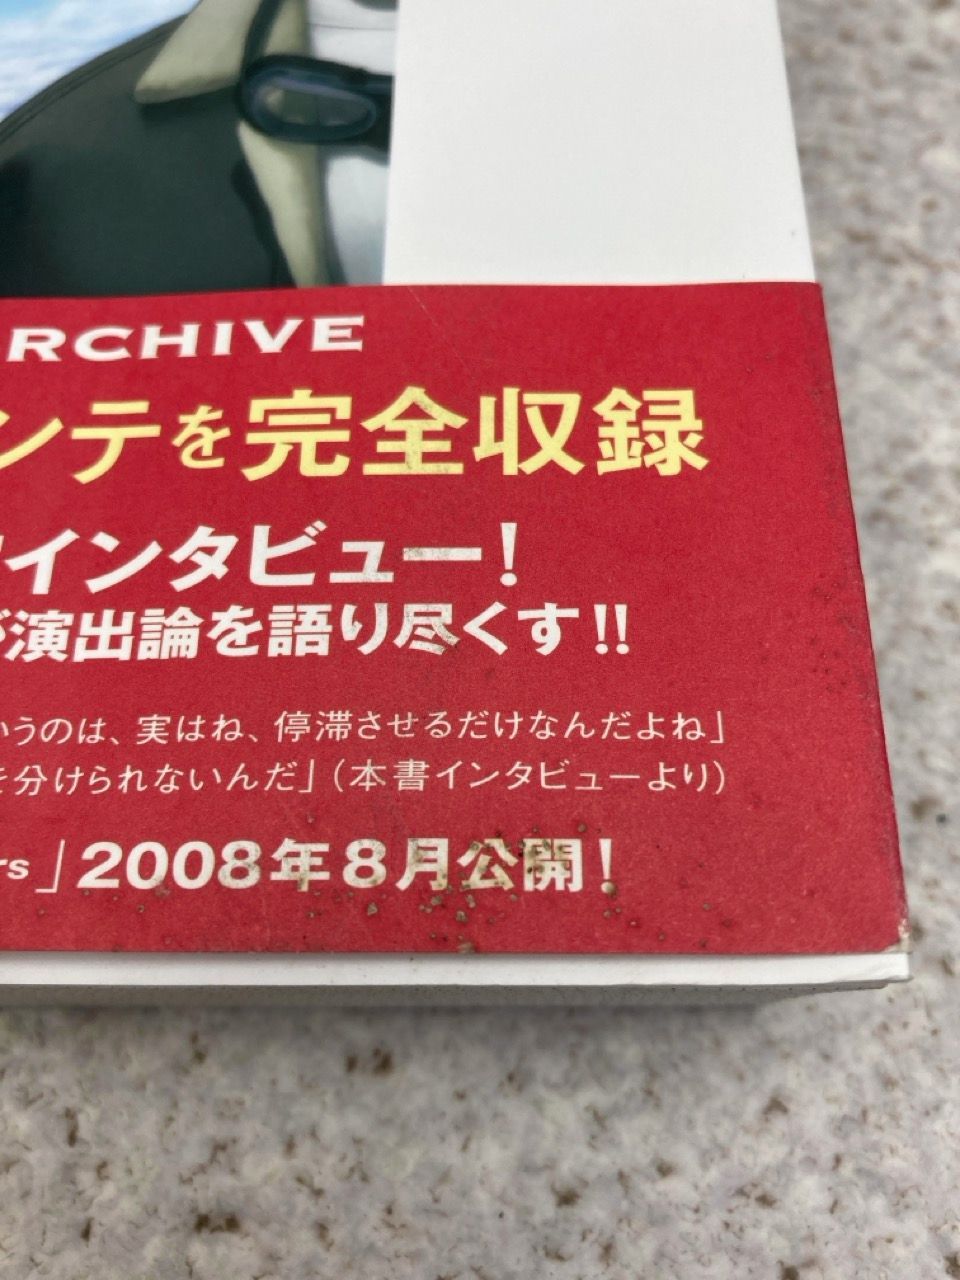 RCHIVE
ンテを完全収録
インタビュー!
演出論を語り尽くす!!
いうのは、実はね、停滞させるだけなんだよね」
を分けられないんだ」(本書インタビューより)
rs」2008年8月公開!